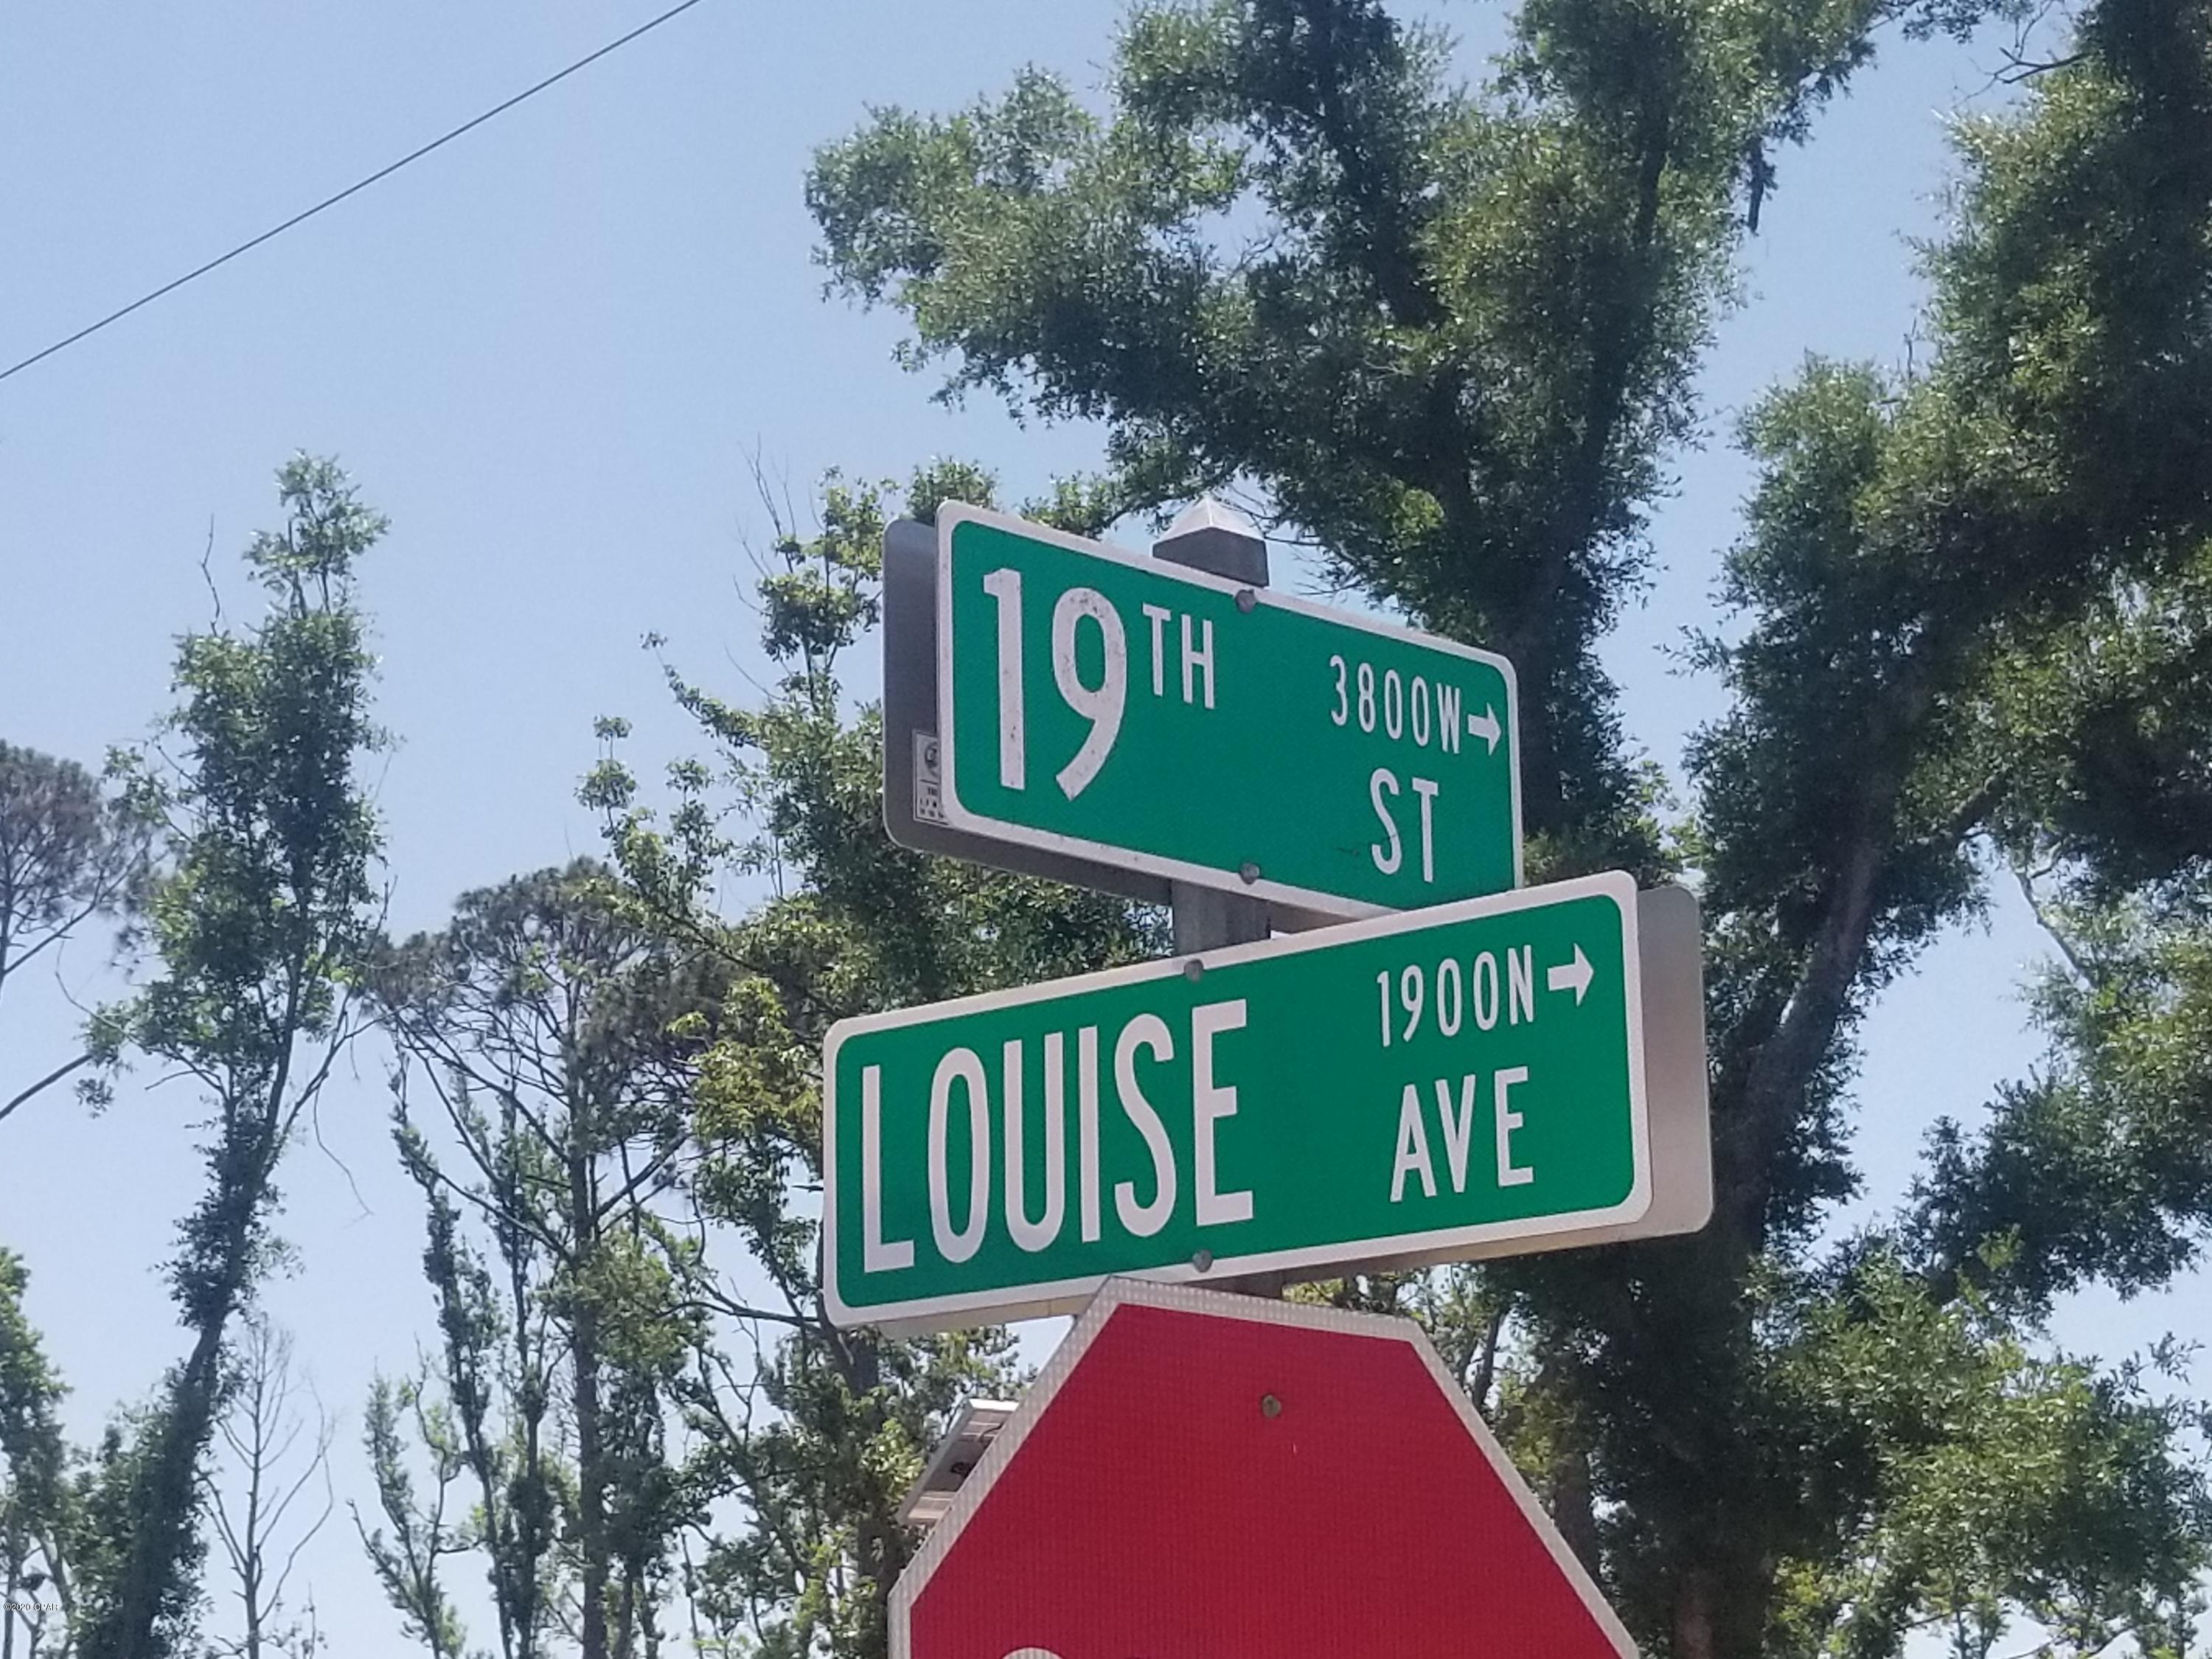 19TH
3800W→
ST
1900N→
LOUISE
AVE